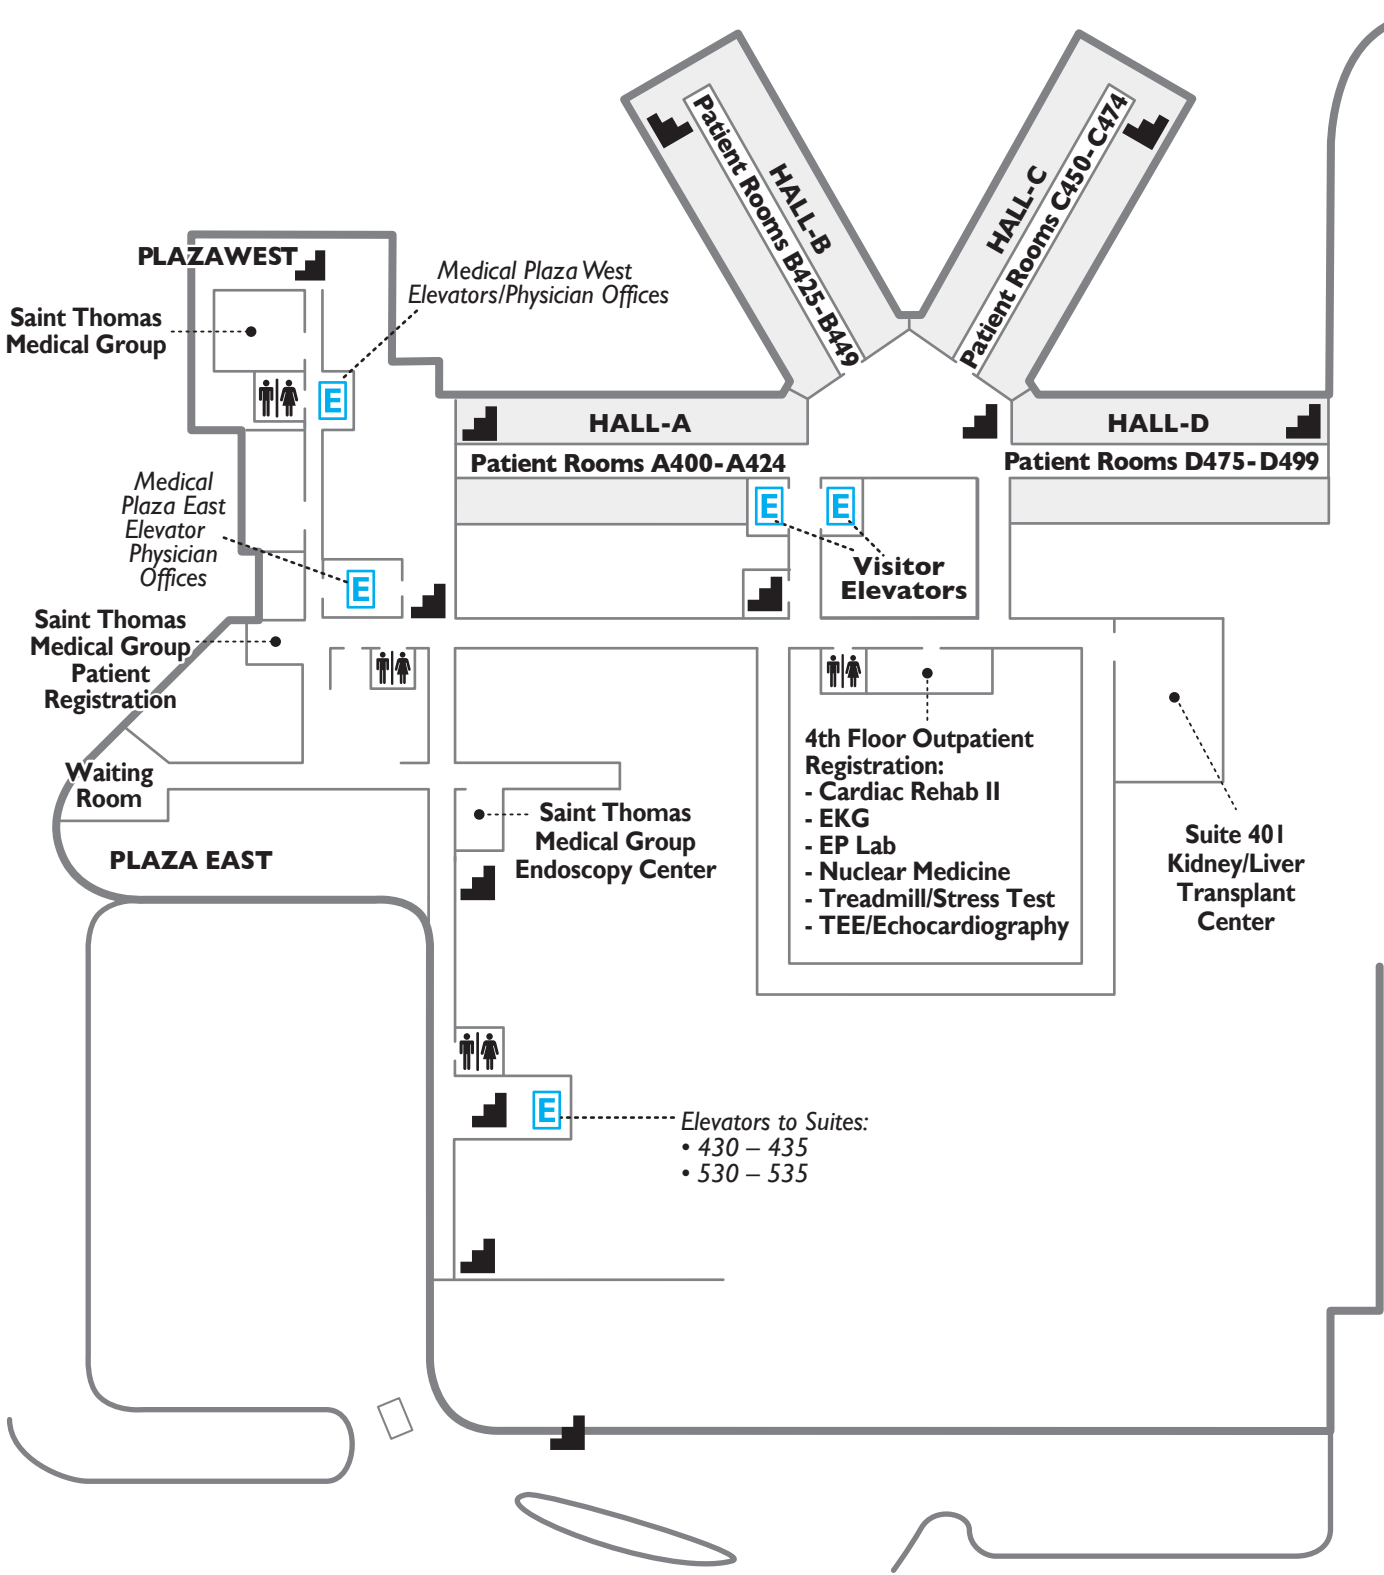 Patient Rooms B425-B449
HALL-B
HALL-C
Patient Rooms C450-C474
PLAZAWEST
Medical Plaza West
Elevators/Physician Offices
Saint Thomas
Medical Group
E
HALL-A
Patient Rooms A400-A424
HALL-D
Patient Rooms D475-D499
Medical
Plaza East
Elevator
Physician
Offices
E
E
E
Visitor
Elevators
Saint Thomas
Medical Group
Patient
Registration
Waiting
Room
PLAZA EAST
Saint Thomas
Medical Group
Endoscopy Center
4th Floor Outpatient
Registration:
- Cardiac Rehab II
- EKG
- EP Lab
- Nuclear Medicine
- Treadmill/Stress Test
- TEE/Echocardiography
Suite 401
Kidney/Liver
Transplant
Center
E
Elevators to Suites:
• 430 – 435
• 530 – 535